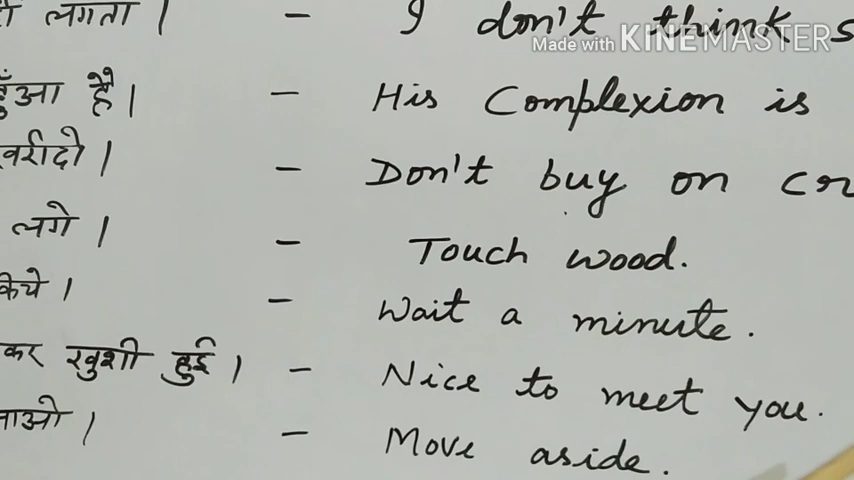 लगता । - I don't think
Made with KINEMASTER
है। - His Complexion is
- Don't buy on
लगे । - Touch wood.
- Wait a minute.
कर खुशी हुई । - Nice to meet you.
- Move aside.